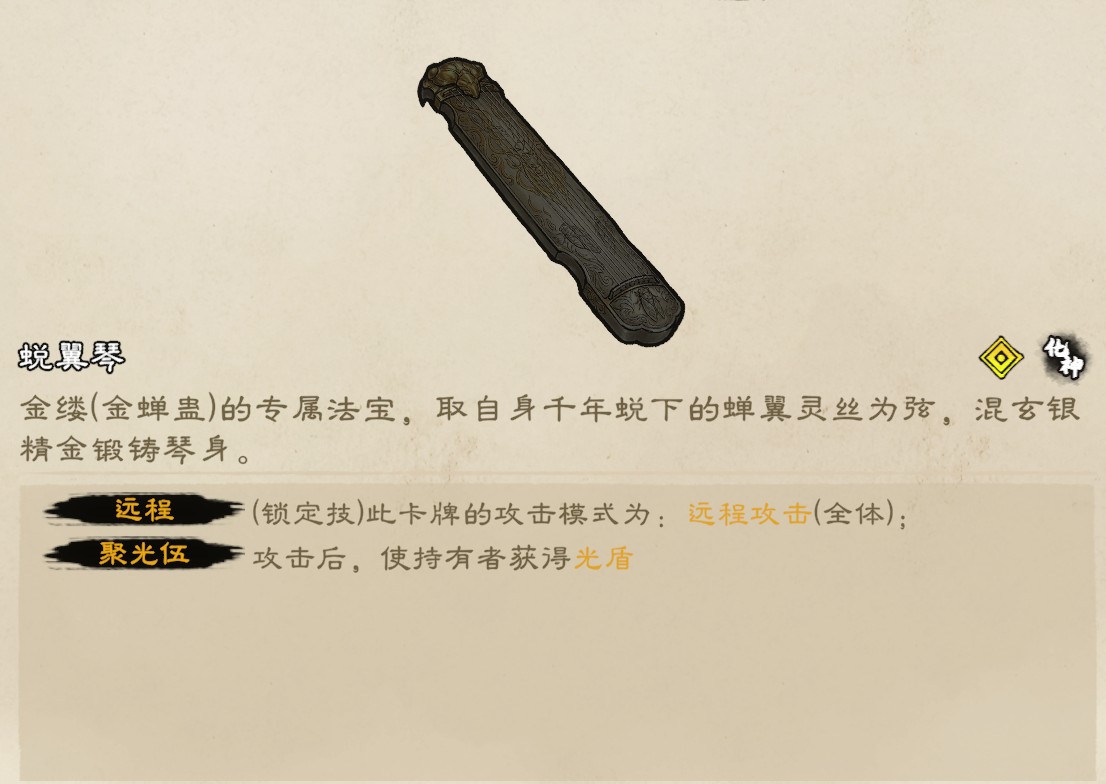 蜕翼琴
化神
金缕(金蝉蛊)的专属法宝，取自身千年蜕下的蝉翼灵丝为弦，混玄银
精金锻铸琴身。
远程 (锁定技)此卡牌的攻击模式为：远程攻击(全体)；
聚光伍 攻击后，使持有者获得光盾